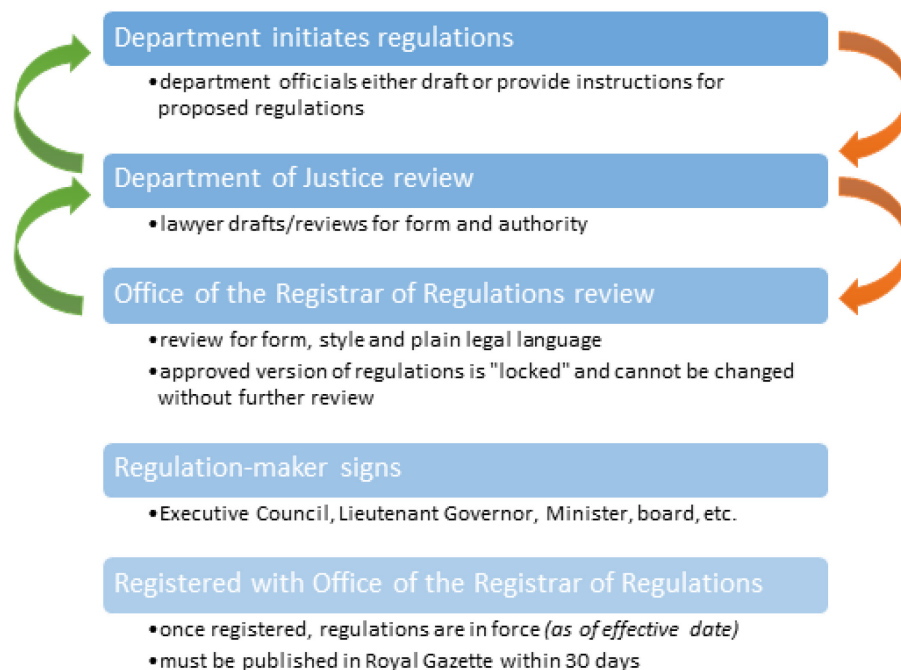 Department initiates regulations
•department officials either draft or provide instructions for
proposed regulations
Department of Justice review
•lawyer drafts/reviews for form and authority
Office of the Registrar of Regulations review
•review for form, style and plain legal language
•approved version of regulations is "locked" and cannot be changed
without further review
Regulation-maker signs
•Executive Council, Lieutenant Governor, Minister, board, etc.
Registered with Office of the Registrar of Regulations
•once registered, regulations are in force (as of effective date)
•must be published in Royal Gazette within 30 days